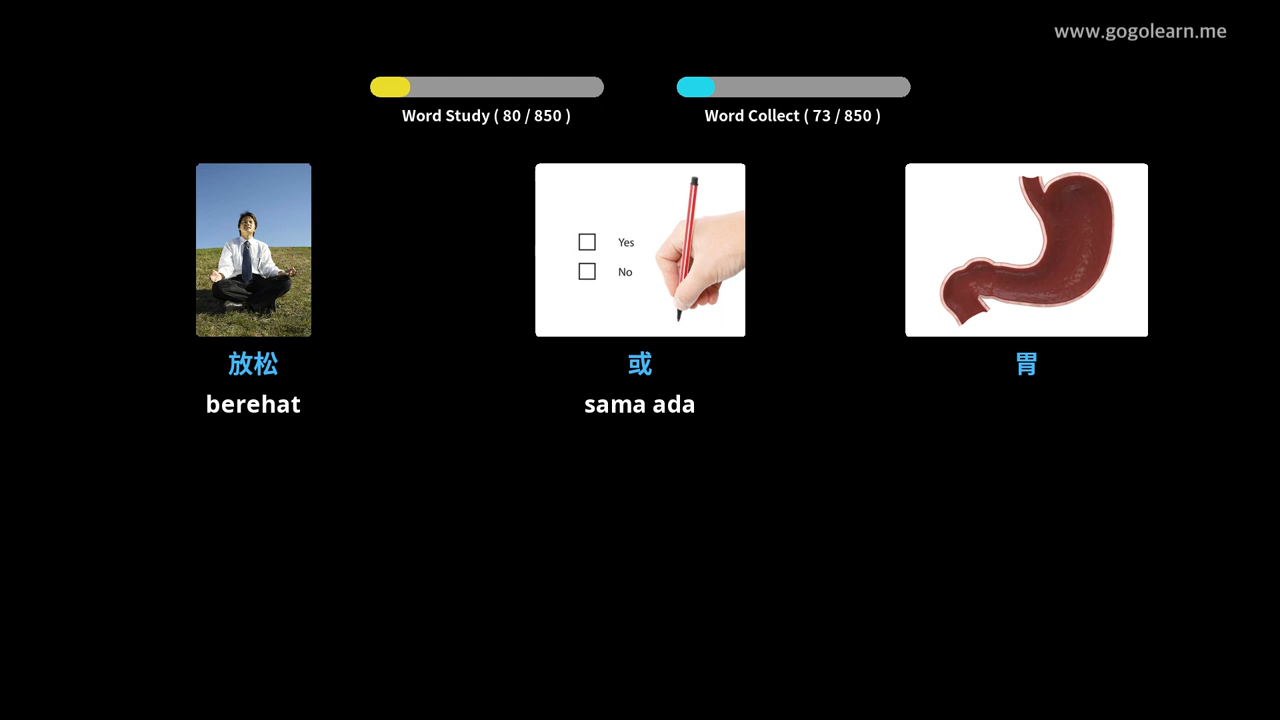 www.gogolearn.me
Word Study ( 80 / 850 )
Word Collect ( 73 / 850 )
Yes
No
放松
或
胃
berehat
sama ada